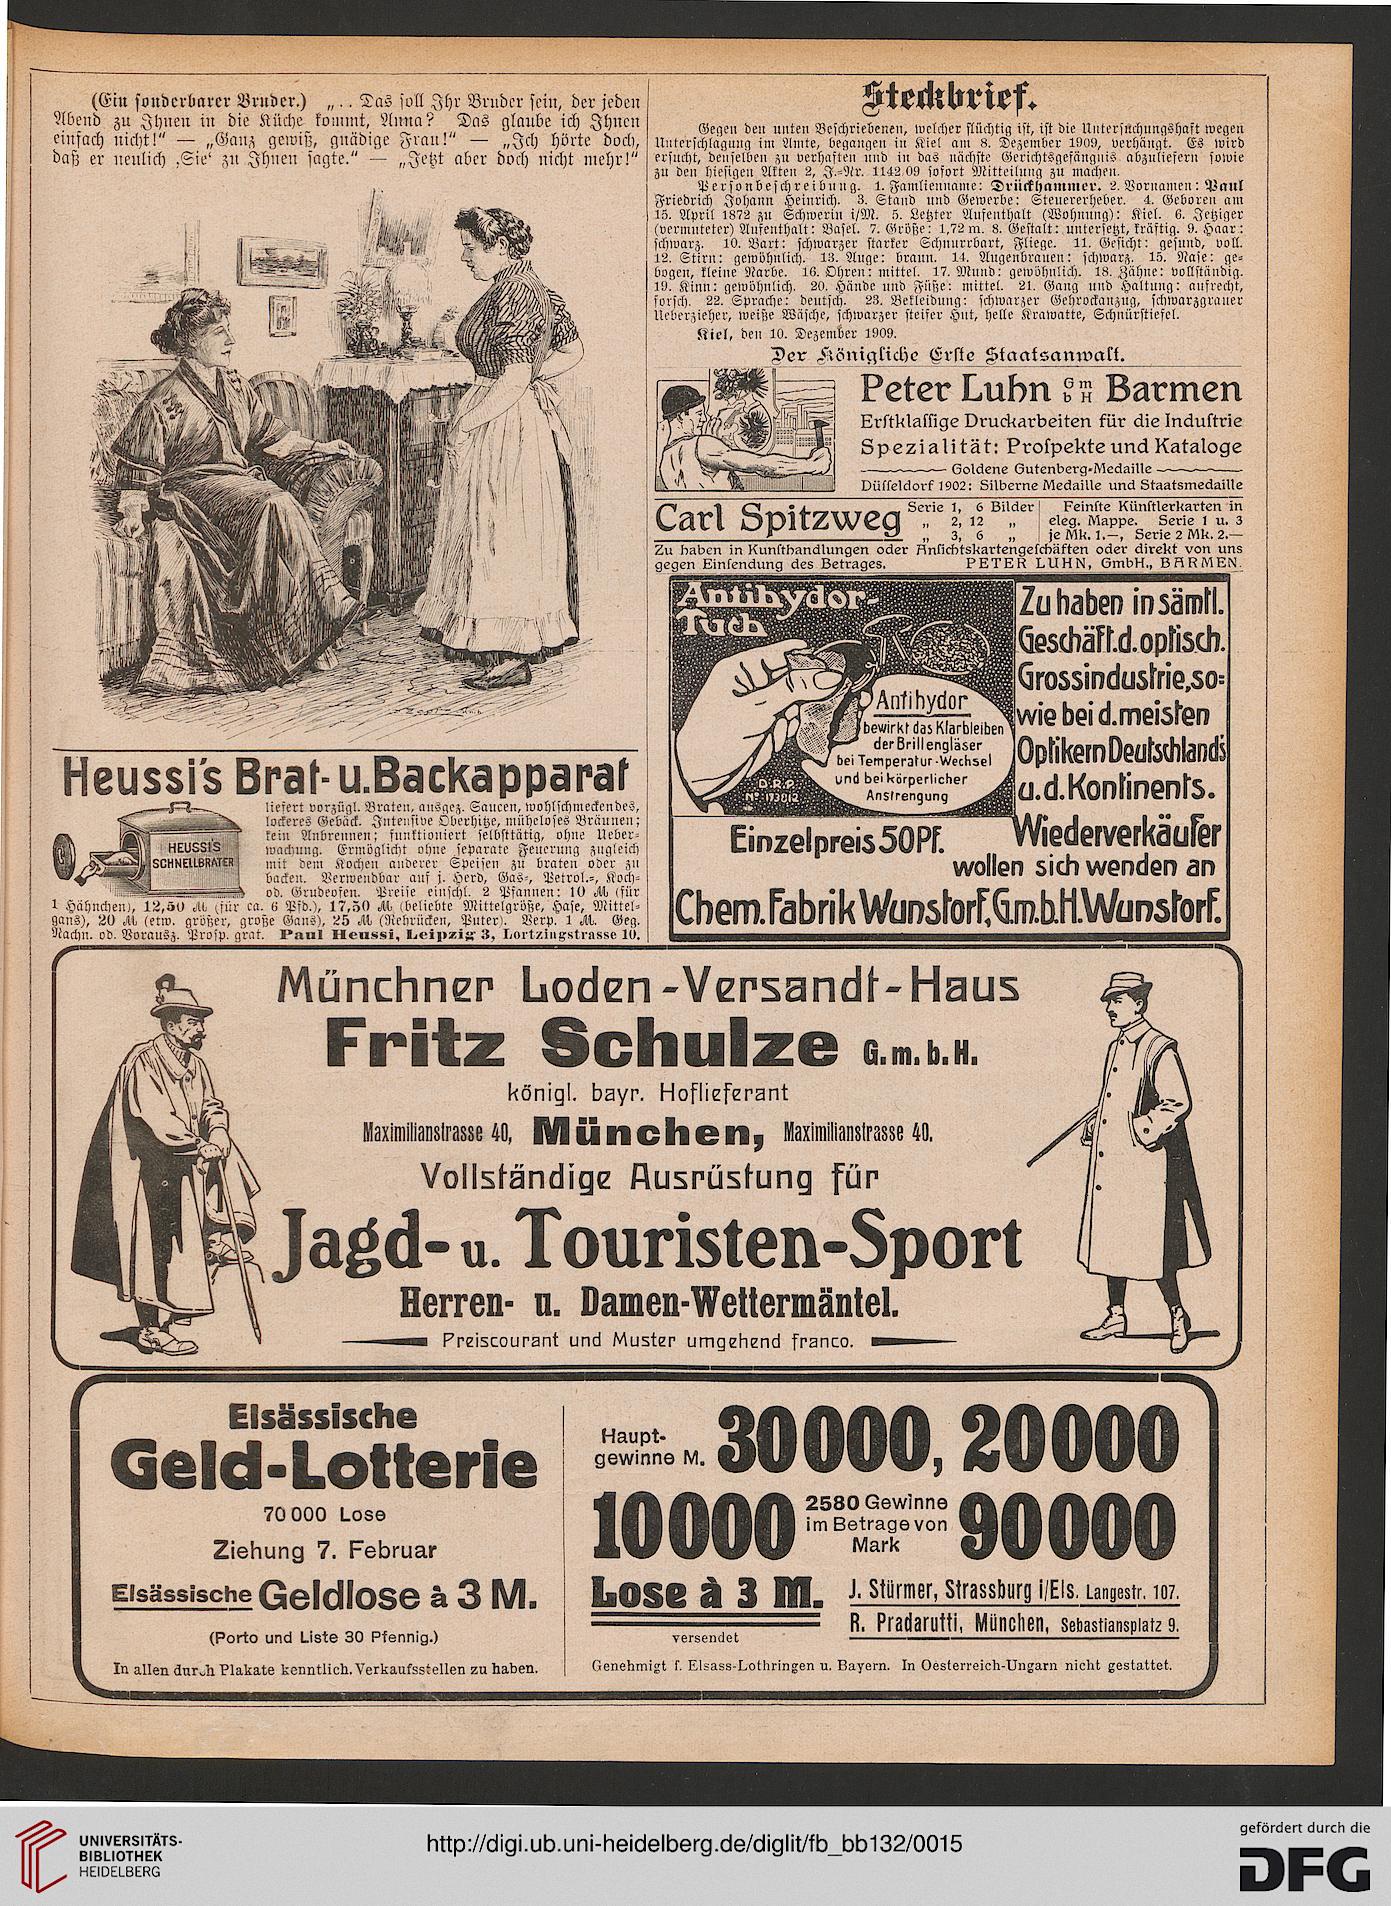 (Ein sonderbarer Bruder.) „.. Das soll Ihr Bruder sein, der jeden
Abend zu Ihnen in die Küche kommt, Anna? Das glaube ich Ihnen
einfach nicht!“ — „Ganz gewiß, gnädige Frau!“ — „Ich hörte doch,
daß er neulich ‚Sie‘ zu Ihnen sagte.“ — „Jetzt aber doch nicht mehr!“
Heussi's Brat- u. Backapparat
HEUSSI'S
SCHNELLBRATER
liefert vorzügl. Braten, ausgez. Saucen, wohlschmeckendes,
lockeres Gebäck. Intensive Oberhitze, müheloses Bräunen;
kein Anbrennen; funktioniert selbsttätig, ohne Ueber-
wachung. Ermöglicht ohne separate Feuerung zugleich
mit dem Kochen anderer Speisen zu braten oder zu
backen. Verwendbar auf j. Herd, Gas-, Petrol.-, Koch-
od. Grudeofen. Preise einschl. 2 Pfannen: 10 M (für
1 Hähnchen), 12,50 M (für ca. 6 Pfd.), 17,50 M (beliebte Mittelgröße, Hase, Mittel-
gans), 20 M (etw. größer, große Gans), 25 M (Rehrücken, Puter). Verp. 1 M. Geg.
Nachn. od. Vorausz. Prosp. grat. Paul Heussi, Leipzig 3, Lortzingstrasse 10.
Steckbrief.
Gegen den unten Beschriebenen, welcher flüchtig ist, ist die Untersuchungshaft wegen
Unterschlagung im Amte, begangen in Kiel am 8. Dezember 1909, verhängt. Es wird
ersucht, denselben zu verhaften und in das nächste Gerichtsgefängnis abzuliefern sowie
zu den hiesigen Akten 2, J.-Nr. 1142 09 sofort Mitteilung zu machen.
Personbeschreibung. 1. Familienname: Drückhammer. 2. Vornamen: Paul
Friedrich Johann Heinrich. 3. Stand und Gewerbe: Steuererheber. 4. Geboren am
15. April 1872 zu Schwerin i/M. 5. Letzter Aufenthalt (Wohnung): Kiel. 6. Jetziger
(vermuteter) Aufenthalt: Basel. 7. Größe: 1,72 m. 8. Gestalt: untersetzt, kräftig. 9. Haar:
schwarz. 10. Bart: schwarzer starker Schnurrbart, Fliege. 11. Gesicht: gesund, voll.
12. Stirn: gewöhnlich. 13. Auge: braun. 14. Augenbrauen: schwarz. 15. Nase: ge-
bogen, kleine Narbe. 16. Ohren: mittel. 17. Mund: gewöhnlich. 18. Zähne: vollständig.
19. Kinn: gewöhnlich. 20. Hände und Füße: mittel. 21. Gang und Haltung: aufrecht,
forsch. 22. Sprache: deutsch. 23. Bekleidung: schwarzer Gehrockanzug, schwarzgrauer
Ueberzieher, weiße Wäsche, schwarzer steifer Hut, helle Krawatte, Schnürstiefel.
Kiel, den 10. Dezember 1909.
Der Königliche Erste Staatsanwalt.
Peter Luhn GmbH Barmen
Erstklassige Druckarbeiten für die Industrie
Spezialität: Prospekte und Kataloge
Goldene Gutenberg-Medaille
Düsseldorf 1902: Silberne Medaille und Staatsmedaille
Carl Spitzweg
Serie 1, 6 Bilder
„ 2, 12 „
„ 3, 6 „
Feinste Künstlerkarten in
eleg. Mappe. Serie 1 u. 3
je Mk. 1.—, Serie 2 Mk. 2.—
Zu haben in Kunsthandlungen oder Ansichtskartengeschäften oder direkt von uns
gegen Einsendung des Betrages. PETER LUHN, GmbH., BARMEN.
Antihydor-
Tuch
Antihydor
bewirkt das Klarbleiben
der Brillengläser
bei Temperatur-Wechsel
und bei körperlicher
Anstrengung
D.R.P.
Zu haben in sämtl.
Geschäft.d.optisch.
Grossindustrie,so-
wie bei d.meisten
Optikern Deutschlands
u.d.Kontinents.
Einzelpreis 50 Pf.
Wiederverkäufer
wollen sich wenden an
Chem.Fabrik Wunstorf,G.m.b.H.Wunstorf.
Münchner Loden-Versandt-Haus
Fritz Schulze G.m.b.H.
königl. bayr. Hoflieferant
Maximilianstrasse 40, München, Maximilianstrasse 40.
Vollständige Ausrüstung für
Jagd- u. Touristen-Sport
Herren- u. Damen-Wettermäntel.
Preiscourant und Muster umgehend franco.
Elsässische
Geld-Lotterie
70 000 Lose
Ziehung 7. Februar
Elsässische Geldlose à 3 M.
(Porto und Liste 30 Pfennig.)
In allen durch Plakate kenntlich. Verkaufsstellen zu haben.
Haupt-
gewinne M. 30 000, 20 000
10 000 2580 Gewinne
im Betrage von
Mark 90 000
Lose à 3 M.
versendet
J. Stürmer, Strassburg i/Els. Langestr. 107.
R. Pradarutti, München, Sebastiansplatz 9.
Genehmigt f. Elsass-Lothringen u. Bayern. In Oesterreich-Ungarn nicht gestattet.
UNIVERSITÄTS-
BIBLIOTHEK
HEIDELBERG
http://digi.ub.uni-heidelberg.de/diglit/fb_bb132/0015
gefördert durch die
DFG